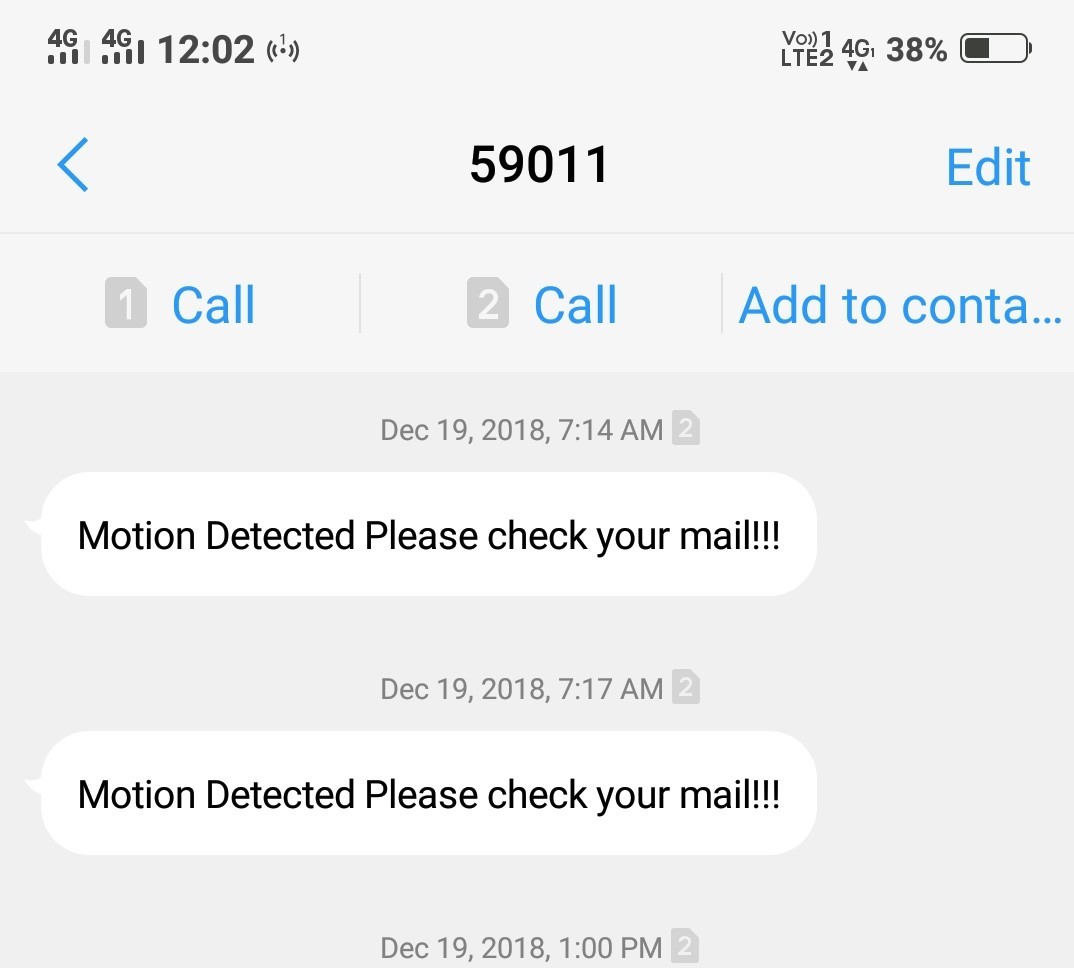 4G 4G 12:02 Vo)) 1 LTE2 4G1 38%
59011 Edit
1 Call 2 Call Add to conta...
Dec 19, 2018, 7:14 AM 2
Motion Detected Please check your mail!!!
Dec 19, 2018, 7:17 AM 2
Motion Detected Please check your mail!!!
Dec 19, 2018, 1:00 PM 2